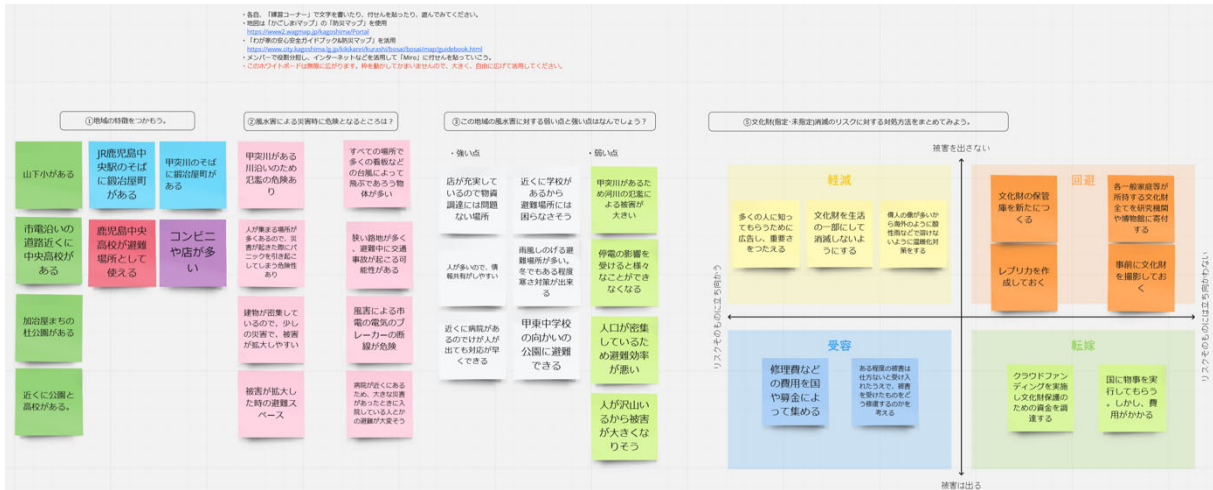 ・各自、「練習コーナー」で文字を書いたり、付せんを貼ったり、遊んでみてください。
・地図は「かごしまiマップ」の「防災マップ」を使用
https://www2.wagmap.jp/kagoshima/Portal
・「わが家の安心安全ガイドブック&防災マップ」を活用
https://www.city.kagoshima.lg.jp/kikikanri/kurashi/bosai/bosai/map/guidebook.html
・メンバーで役割分担し、インターネットなどを活用して「Miro」に付せんを貼っていこう。
・このホワイトボードは無限に広がります。枠を動かしてかまいませんので、大きく、自由に広げて活用してください。
①地域の特徴をつかもう。
山下小がある
JR鹿児島中
央駅のそば
に鍛冶屋町
がある
甲突川のそば
に鍛冶屋町が
ある
市電沿いの
道路近くに
中央高校が
ある
鹿児島中央
高校が避難
場所として
使える
コンビニ
や店が多
い
加冶屋まちの
杜公園がある
近くに公園と
高校がある。
②風水害による災害時に危険となるところは?
甲突川がある
川沿いのため
氾濫の危険あ
り
すべての場所で
多くの看板など
の台風によって
飛ぶであろう物
体が多い
人が集まる場所が
多くあるので、災
害が起きた際にパ
ニックを引き起こ
してしまう危険性
あり
狭い路地が多
く、避難中に交通
事故が起こる可
能性がある
建物が密集して
いるので、少し
の災害で、被害
が拡大しやすい
風害による市
電の電気のブ
レーカーの断
線が危険
被害が拡大し
た時の避難ス
ペース
病院が近くにある
ため、大きな災害
があったときに入
院している人とか
の避難が大変そう
③この地域の風水害に対する弱い点と強い点はなんでしょう?
・強い点
店が充実して
いるので物資
調達には問題
ない場所
近くに学校が
あるから
避難場所には
困らなさそう
人が多いので、情
報共有がしやすい
雨風しのげる避
難場所が多い。
冬でもある程度
寒さ対策が出来
る
近くに病院があ
るのでけが人が
出ても対応が早
くできる
甲東中学校
の向かいの
公園に避難
できる
・弱い点
甲突川があるた
め河川の氾濫に
よる被害が
大きい
停電の影響を
受けると様々
なことができ
なくなる
人口が密集
しているた
め避難効率
が悪い
人が沢山い
るから被害
が大きくな
りそう
⑤文化財(指定・未指定)消滅のリスクに対する対処方法をまとめてみよう。
被害を出さない
リスクそのものに立ち向かう
リスクそのものには立ち向かわない
被害は出る
軽減
多くの人に知っ
てもらうために
広告し、重要さ
をつたえる
文化財を生活
の一部にして
消滅しないよ
うにする
偉人の像が多いか
ら海外のように酸
性雨などで溶けな
いように温暖化対
策をする
回避
文化財の保管
庫を新たにつ
くる
各一般家庭等が
所持する文化財
全てを研究機関
や博物館に寄付
する
レプリカを作
成しておく
事前に文化財
を撮影してお
く
受容
修理費など
の費用を国
や募金によ
って集める
ある程度の被害は
仕方ないと受け入
れたうえで、被害
を受けたものをど
う修復するのかを
考える
転嫁
クラウドファン
ディングを実施
し文化財保護の
ための資金を調
達する
国に物事を実
行してもらう
。しかし、費
用がかかる